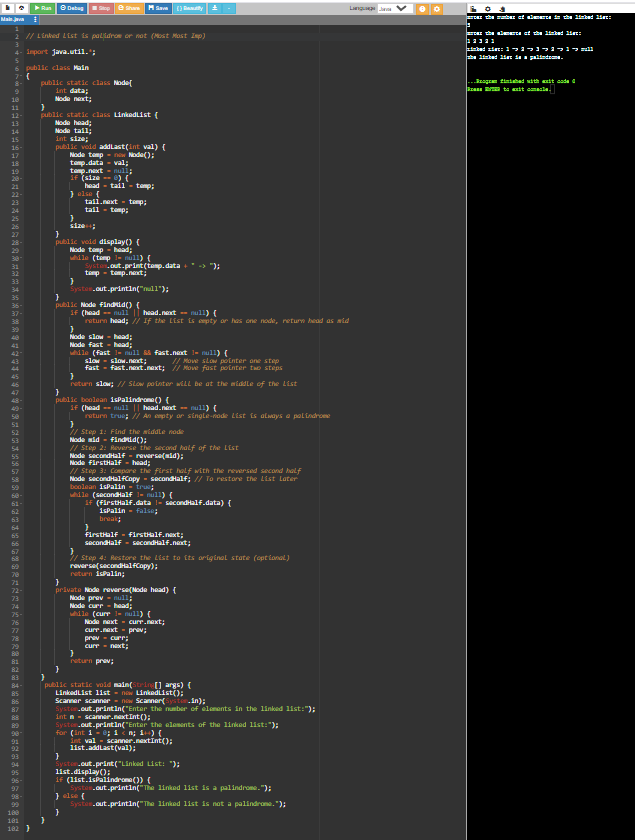 Run Debug Stop Share Save {} Beautify Language Java
Main.java
1
2 // Linked List is palidrom or not (Most Most Imp)
3
4 import java.util.*;
5
6 public class Main
7 {
8 public static class Node{
9 int data;
10 Node next;
11 }
12 public static class LinkedList {
13 Node head;
14 Node tail;
15 int size;
16 public void addLast(int val) {
17 Node temp = new Node();
18 temp.data = val;
19 temp.next = null;
20 if (size == 0) {
21 head = tail = temp;
22 } else {
23 tail.next = temp;
24 tail = temp;
25 }
26 size++;
27 }
28 public void display() {
29 Node temp = head;
30 while (temp != null) {
31 System.out.print(temp.data + " -> ");
32 temp = temp.next;
33 }
34 System.out.println("null");
35 }
36 public Node findMid() {
37 if (head == null || head.next == null) {
38 return head; // If the list is empty or has one node, return head as mid
39 }
40 Node slow = head;
41 Node fast = head;
42 while (fast != null && fast.next != null) {
43 slow = slow.next; // Move slow pointer one step
44 fast = fast.next.next; // Move fast pointer two steps
45 }
46 return slow; // Slow pointer will be at the middle of the list
47 }
48 public boolean isPalindrome() {
49 if (head == null || head.next == null) {
50 return true; // An empty or single-node list is always a palindrome
51 }
52 // Step 1: Find the middle node
53 Node mid = findMid();
54 // Step 2: Reverse the second half of the list
55 Node secondHalf = reverse(mid);
56 Node firstHalf = head;
57 // Step 3: Compare the first half with the reversed second half
58 Node secondHalfCopy = secondHalf; // To restore the list later
59 boolean isPalin = true;
60 while (secondHalf != null) {
61 if (firstHalf.data != secondHalf.data) {
62 isPalin = false;
63 break;
64 }
65 firstHalf = firstHalf.next;
66 secondHalf = secondHalf.next;
67 }
68 // Step 4: Restore the list to its original state (optional)
69 reverse(secondHalfCopy);
70 return isPalin;
71 }
72 private Node reverse(Node head) {
73 Node prev = null;
74 Node curr = head;
75 while (curr != null) {
76 Node next = curr.next;
77 curr.next = prev;
78 prev = curr;
79 curr = next;
80 }
81 return prev;
82 }
83 }
84 public static void main(String[] args) {
85 LinkedList list = new LinkedList();
86 Scanner scanner = new Scanner(System.in);
87 System.out.println("Enter the number of elements in the linked list:");
88 int n = scanner.nextInt();
89 System.out.println("Enter the elements of the linked list:");
90 for (int i = 0; i < n; i++) {
91 int val = scanner.nextInt();
92 list.addLast(val);
93 }
94 System.out.print("Linked List: ");
95 list.display();
96 if (list.isPalindrome()) {
97 System.out.println("The linked list is a palindrome.");
98 } else {
99 System.out.println("The linked list is not a palindrome.");
100 }
101 }
102 }
Enter the number of elements in the linked list:
5
Enter the elements of the linked list:
Linked List: 1 ->
The linked list is a palindrome.
...Program finished with exit code 0
Press ENTER to exit console.